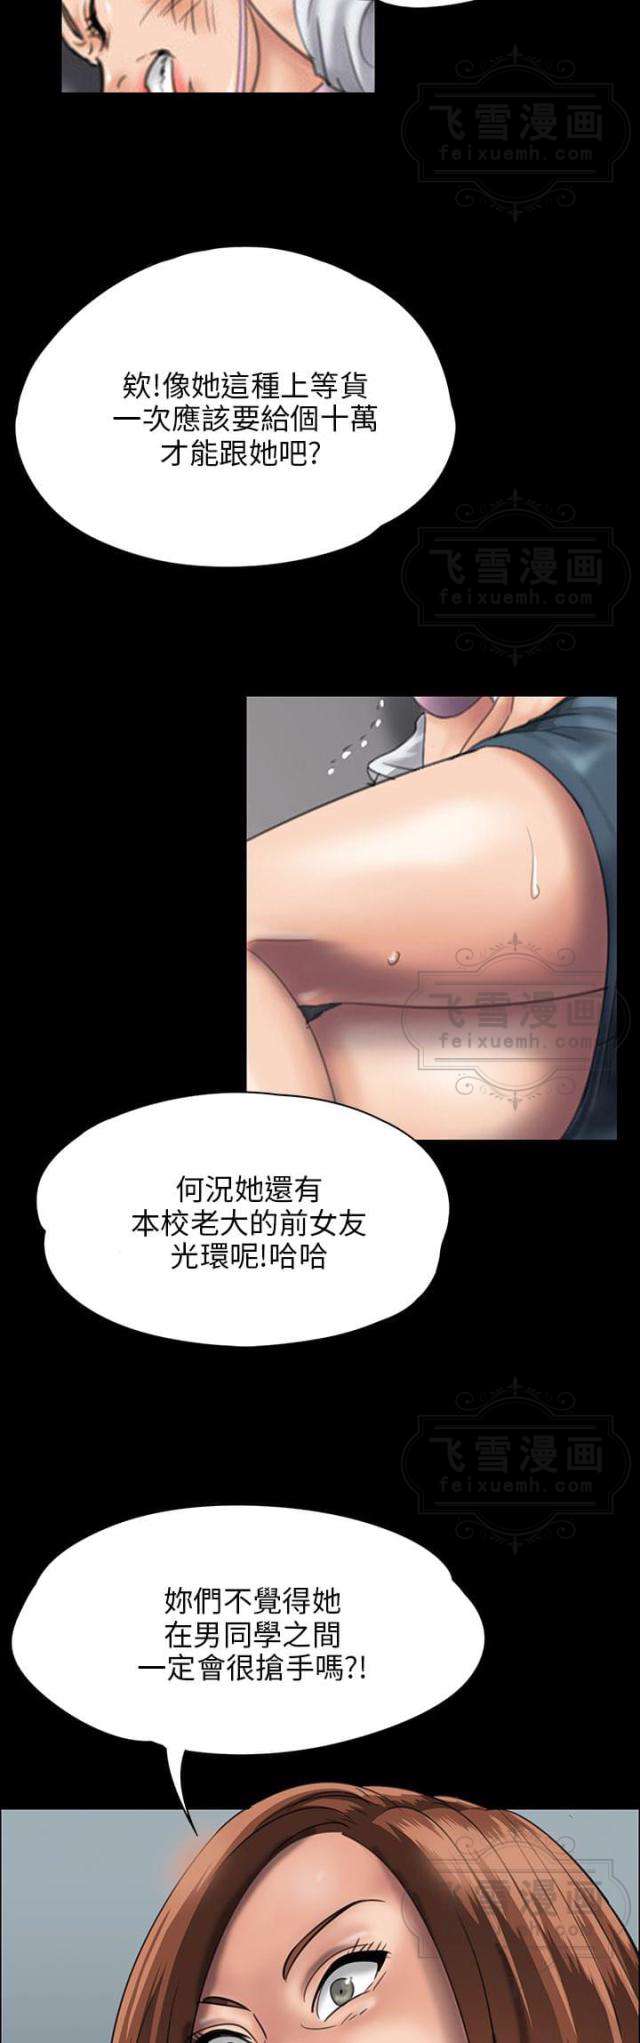 飞雪漫画
feixuemh.com
欸!像她這種上等貨
一次應該要給個十萬
才能跟她吧?
飞雪漫画
feixuemh.com
飞雪漫画
feixuemh.com
何況她還有
本校老大的前女友
光環呢!哈哈
飞雪漫画
feixuemh.com
妳們不覺得她
在男同學之間
一定會很搶手嗎?!
飞雪漫画